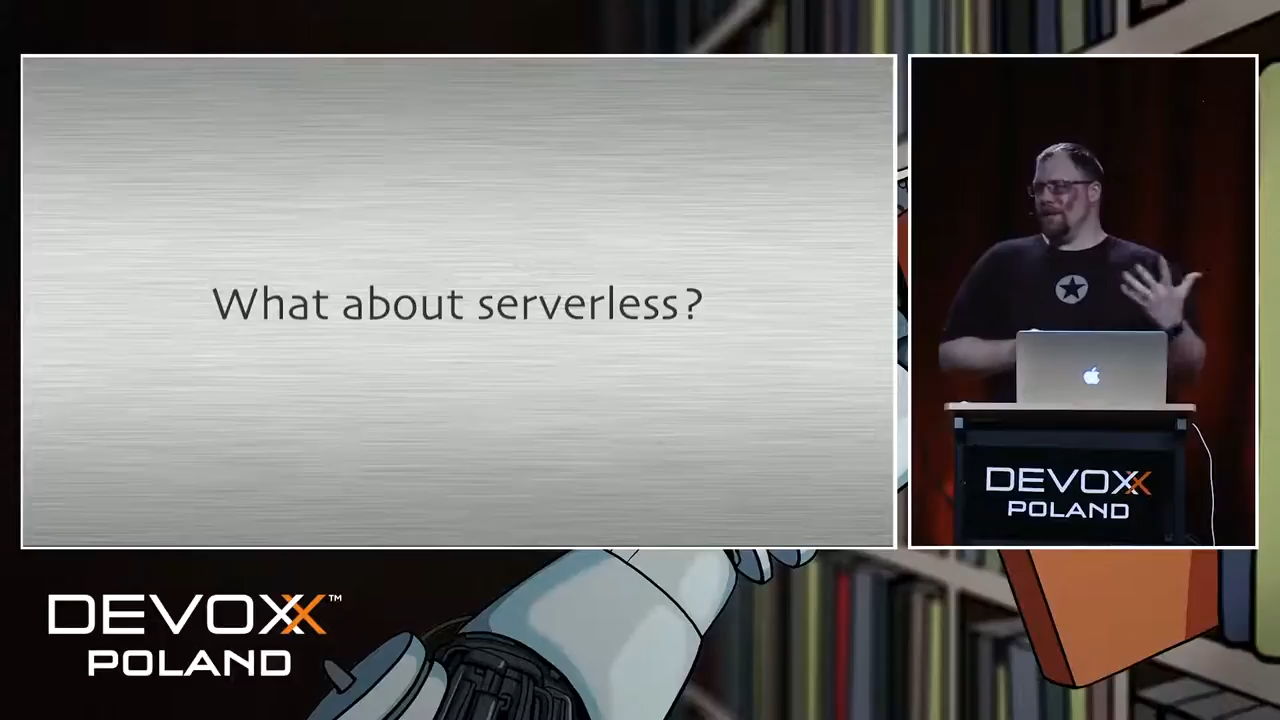 What about serverless?
DEVOXX
POLAND
DEVOXX™
POLAND